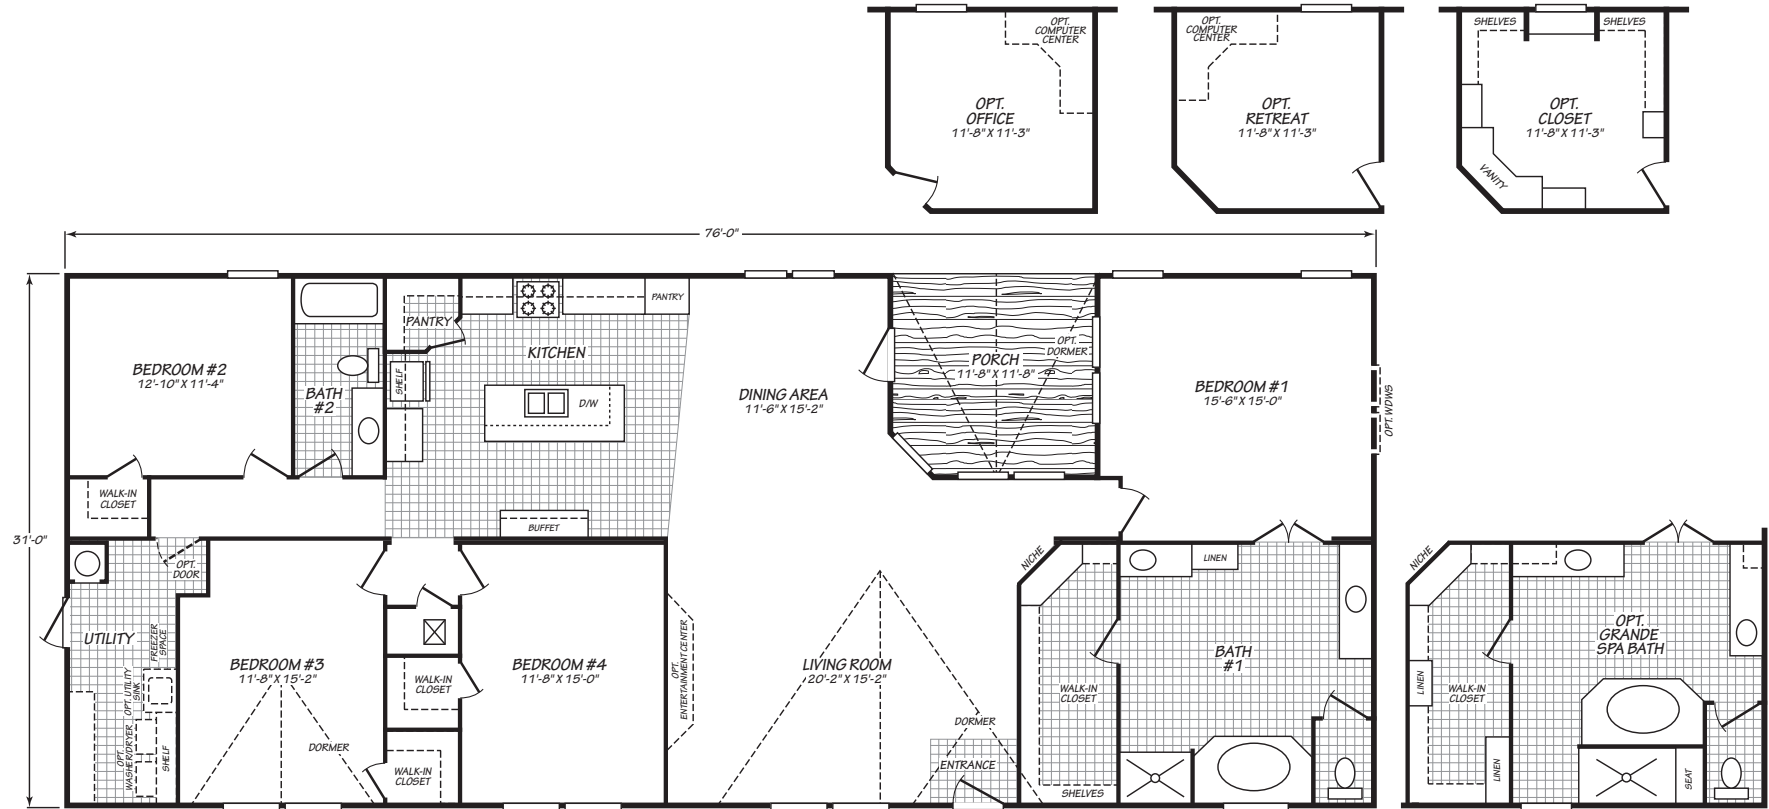 OPT.
COMPUTER
CENTER
OPT.
OFFICE
11'-8" X 11'-3"
OPT.
COMPUTER
CENTER
OPT.
RETREAT
11'-8" X 11'-3"
SHELVES
SHELVES
OPT.
CLOSET
11'-8" X 11'-3"
VANITY
76'-0"
31'-0"
BEDROOM #2
12'-10" X 11'-4"
WALK-IN
CLOSET
BATH
#2
PANTRY
SHELF
KITCHEN
PANTRY
D/W
BUFFET
DINING AREA
11'-6" X 15'-2"
PORCH
11'-8" X 11'-8"
OPT.
DORMER
BEDROOM #1
15'-6" X 15'-0"
OPT. WDWS
OPT.
DOOR
UTILITY
FREEZER
SPACE
OPT. UTILITY
SINK
OPT.
WASHER/DRYER
SHELF
BEDROOM #3
11'-8" X 15'-2"
DORMER
WALK-IN
CLOSET
WALK-IN
CLOSET
BEDROOM #4
11'-8" X 15'-0"
OPT.
ENTERTAINMENT CENTER
LIVING ROOM
20'-2" X 15'-2"
DORMER
ENTRANCE
NICHE
WALK-IN
CLOSET
SHELVES
LINEN
BATH
#1
NICHE
LINEN
WALK-IN
CLOSET
LINEN
OPT.
GRANDE
SPA BATH
SEAT